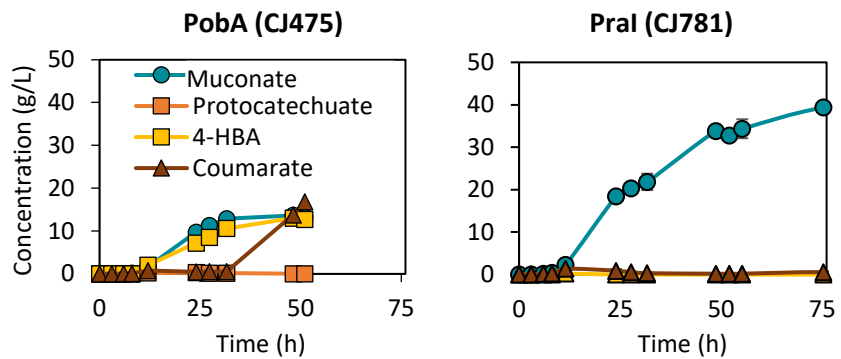 PobA (CJ475)
PraI (CJ781)
Concentration (g/L)
50
40
30
20
10
0
Muconate
Protocatechuate
4-HBA
Coumarate
0
25
50
75
Time (h)
50
40
30
20
10
0
0
25
50
75
Time (h)